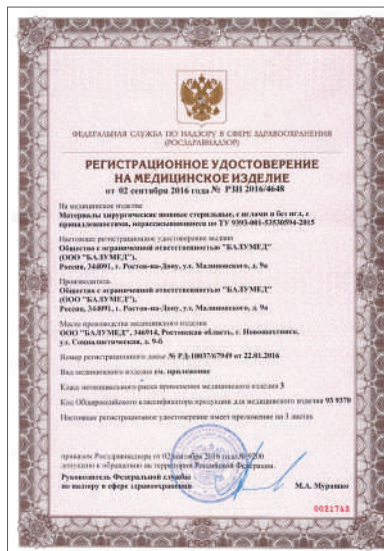 ФЕДЕРАЛЬНАЯ СЛУЖБА ПО НАДЗОРУ В СФЕРЕ ЗДРАВООХРАНЕНИЯ
(РОСЗДРАВНАДЗОР)
РЕГИСТРАЦИОННОЕ УДОСТОВЕРЕНИЕ
НА МЕДИЦИНСКОЕ ИЗДЕЛИЕ
от 02 сентября 2016 года № РЗН 2016/4648
На медицинское изделие
Материалы хирургические шовные стерильные, с иглами и без игл, с
принадлежностями, нерассасывающиеся по ТУ 9393-001-53530594-2015
Настоящее регистрационное удостоверение выдано
Общество с ограниченной ответственностью "БАЛУМЕД"
(ООО "БАЛУМЕД"),
Россия, 344091, г. Ростов-на-Дону, ул. Малиновского, д. 9а
Производитель
Общество с ограниченной ответственностью "БАЛУМЕД"
(ООО "БАЛУМЕД"),
Россия, 344091, г. Ростов-на-Дону, ул. Малиновского, д. 9а
Место производства медицинского изделия
ООО "БАЛУМЕД", 346914, Ростовская область, г. Новошахтинск,
ул. Социалистическая, д. 9-б
Номер регистрационного досье № РД-10037/67949 от 22.01.2016
Вид медицинского изделия см. приложение
Класс потенциального риска применения медицинского изделия 3
Код Общероссийского классификатора продукции для медицинского изделия 93 9370
Настоящее регистрационное удостоверение имеет приложение на 3 листах
приказом Росздравнадзора от 02 сентября 2016 года № 9200
допущено к обращению на территории Российской Федерации.
Руководитель Федеральной службы
по надзору в сфере здравоохранения
М.А. Мурашко
0021743